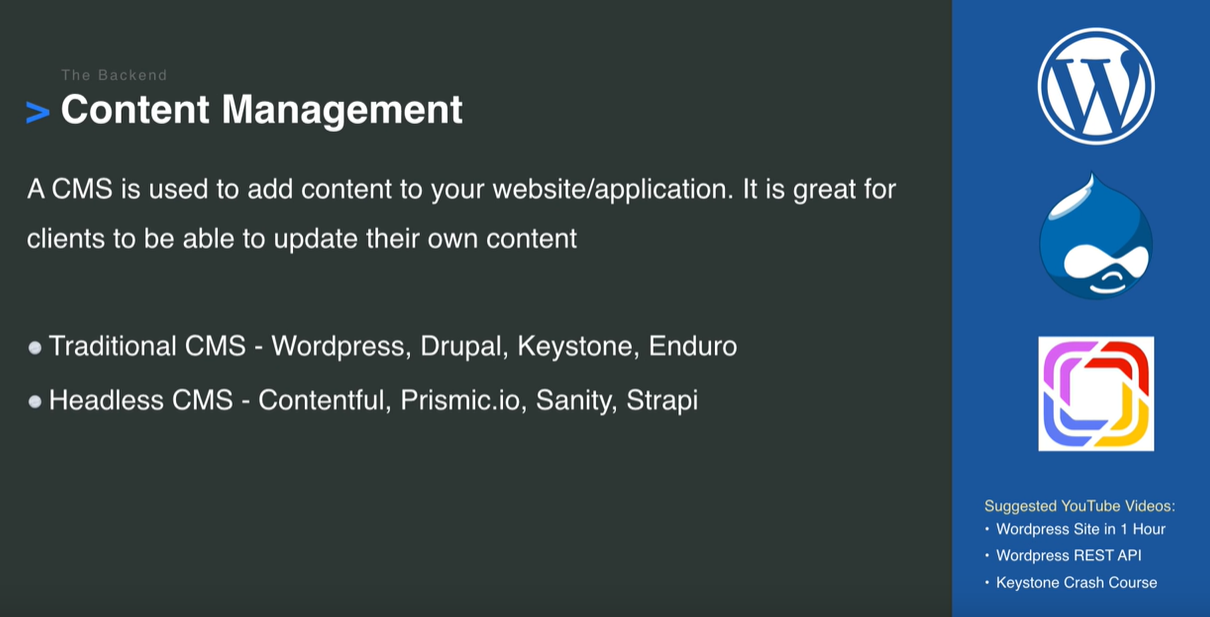 The Backend
> Content Management
A CMS is used to add content to your website/application. It is great for
clients to be able to update their own content
• Traditional CMS - Wordpress, Drupal, Keystone, Enduro
• Headless CMS - Contentful, Prismic.io, Sanity, Strapi
W
Suggested YouTube Videos:
• Wordpress Site in 1 Hour
• Wordpress REST API
• Keystone Crash Course